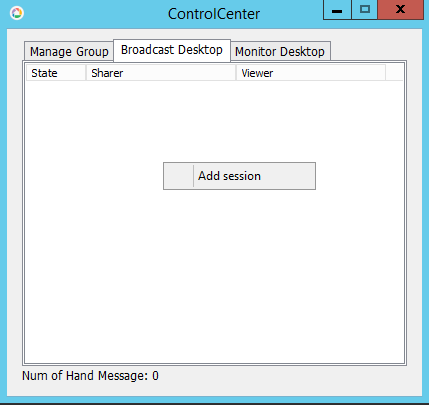 ControlCenter
Manage Group Broadcast Desktop Monitor Desktop
State Sharer Viewer
Add session
Num of Hand Message: 0